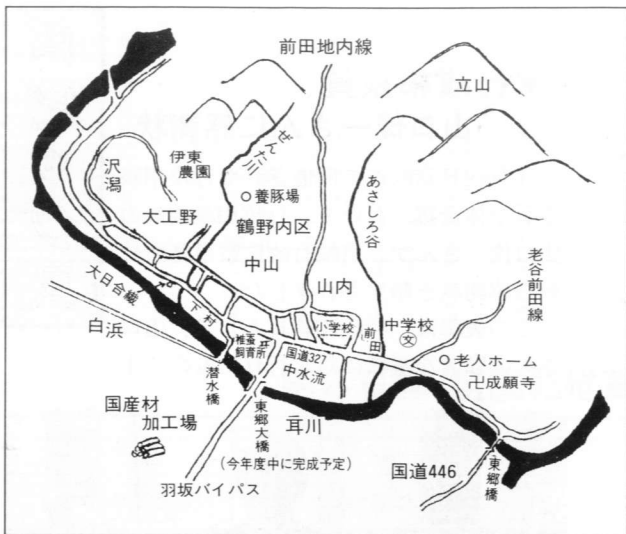 前田地内線
立山
沢潟
伊東
農園
ぜんだ川
養豚場
あさしろ谷
大工野
鶴野内区
中山
山内
老谷前田線
大日合繊
下村
白浜
椎蚕
飼育所
小学校
前田
中学校
文
国道327
中水流
老人ホーム
卍成願寺
潜水橋
国産材
加工場
東郷大橋
耳川
(今年度中に完成予定)
羽坂バイパス
国道446
東郷橋